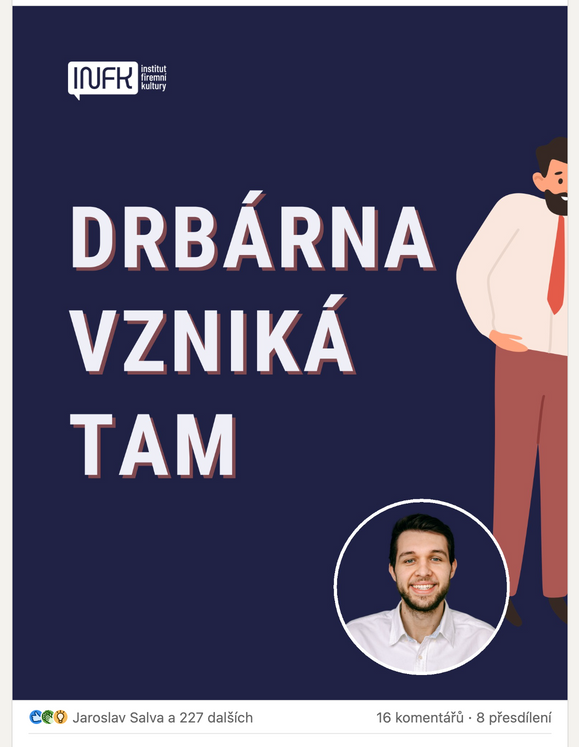 INFK
institut
firemní
kultury
DRBÁRNA
VZNIKÁ
TAM
Jaroslav Salva a 227 dalších
16 komentářů · 8 přesdílení